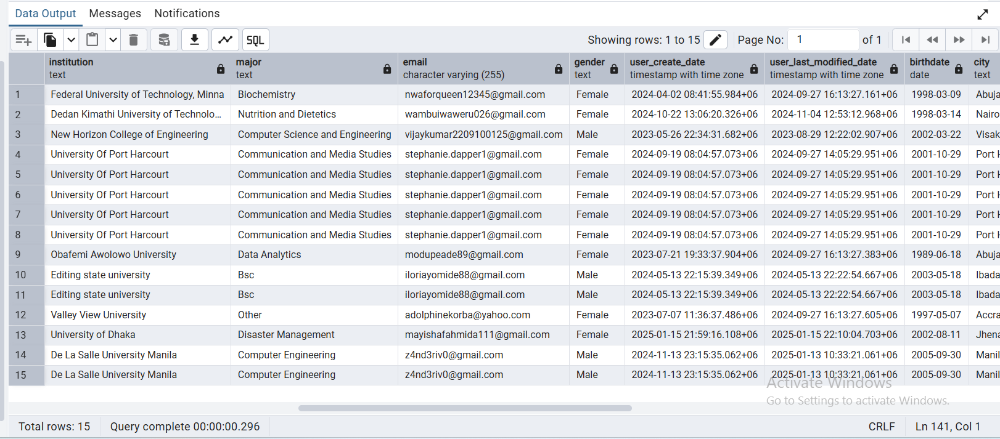 Data Output Messages Notifications
SQL Showing rows: 1 to 15 Page No: 1 of 1
institution major email gender user_create_date user_last_modified_date birthdate city
text text character varying (255) text timestamp with time zone timestamp with time zone date text
1 Federal University of Technology, Minna Biochemistry nwaforqueen12345@gmail.com Female 2024-04-02 08:41:55.984+06 2024-09-27 16:13:27.161+06 1998-03-09 Abuja
2 Dedan Kimathi University of Technolo... Nutrition and Dietetics wambuiwaweru026@gmail.com Female 2024-10-22 13:06:20.326+06 2024-11-04 12:53:12.968+06 1998-03-14 Nairo
3 New Horizon College of Engineering Computer Science and Engineering vijaykumar2209100125@gmail.com Male 2023-05-26 22:34:31.682+06 2023-08-29 12:22:02.907+06 2002-03-22 Visak
4 University Of Port Harcourt Communication and Media Studies stephanie.dapper1@gmail.com Female 2024-09-19 08:04:57.073+06 2024-09-27 14:05:29.951+06 2001-10-29 Port H
5 University Of Port Harcourt Communication and Media Studies stephanie.dapper1@gmail.com Female 2024-09-19 08:04:57.073+06 2024-09-27 14:05:29.951+06 2001-10-29 Port H
6 University Of Port Harcourt Communication and Media Studies stephanie.dapper1@gmail.com Female 2024-09-19 08:04:57.073+06 2024-09-27 14:05:29.951+06 2001-10-29 Port H
7 University Of Port Harcourt Communication and Media Studies stephanie.dapper1@gmail.com Female 2024-09-19 08:04:57.073+06 2024-09-27 14:05:29.951+06 2001-10-29 Port H
8 University Of Port Harcourt Communication and Media Studies stephanie.dapper1@gmail.com Female 2024-09-19 08:04:57.073+06 2024-09-27 14:05:29.951+06 2001-10-29 Port H
9 Obafemi Awolowo University Data Analytics modupeade89@gmail.com Female 2023-07-21 19:33:37.904+06 2024-09-27 16:13:27.383+06 1989-06-18 Abuja
10 Editing state university Bsc iloriayomide88@gmail.com Male 2024-05-13 22:15:39.349+06 2024-05-13 22:22:54.667+06 2003-05-18 Ibada
11 Editing state university Bsc iloriayomide88@gmail.com Male 2024-05-13 22:15:39.349+06 2024-05-13 22:22:54.667+06 2003-05-18 Ibada
12 Valley View University Other adolphinekorba@yahoo.com Female 2023-07-07 11:36:37.486+06 2024-09-27 16:13:27.605+06 1997-05-07 Accra
13 University of Dhaka Disaster Management mayishafahmida111@gmail.com Female 2025-01-15 21:59:16.108+06 2025-01-15 22:10:04.703+06 2002-08-11 Jhena
14 De La Salle University Manila Computer Engineering z4nd3riv0@gmail.com Male 2024-11-13 23:15:35.062+06 2025-01-13 10:33:21.061+06 2005-09-30 Manil
15 De La Salle University Manila Computer Engineering z4nd3riv0@gmail.com Male 2024-11-13 23:15:35.062+06 2025-01-13 10:33:21.061+06 2005-09-30 Manil
Activate Windows
Go to Settings to activate Windows.
Total rows: 15 Query complete 00:00:00.296 CRLF Ln 141, Col 1